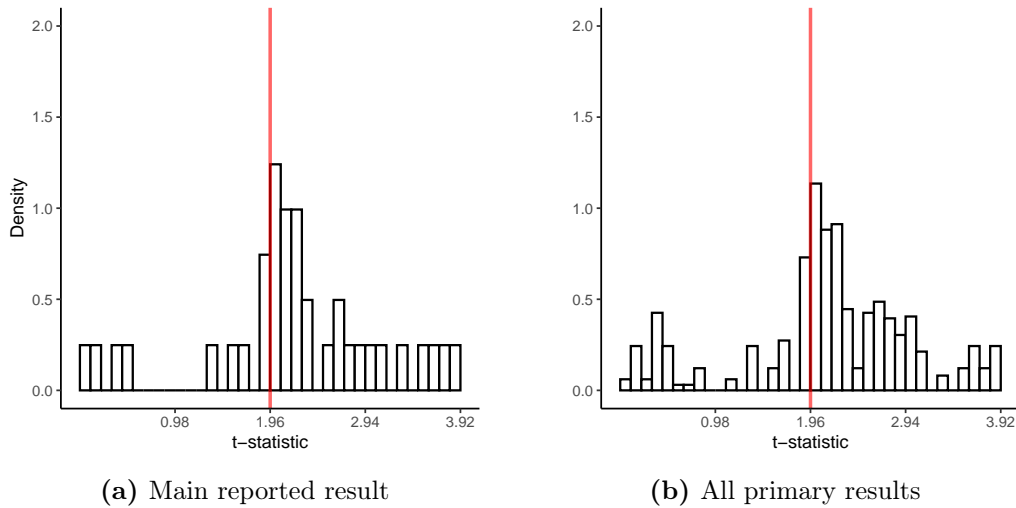 2.0
1.5
1.0
0.5
0.0
Density
0.98 1.96 2.94 3.92
t−statistic
(a) Main reported result
2.0
1.5
1.0
0.5
0.0
0.98 1.96 2.94 3.92
t−statistic
(b) All primary results